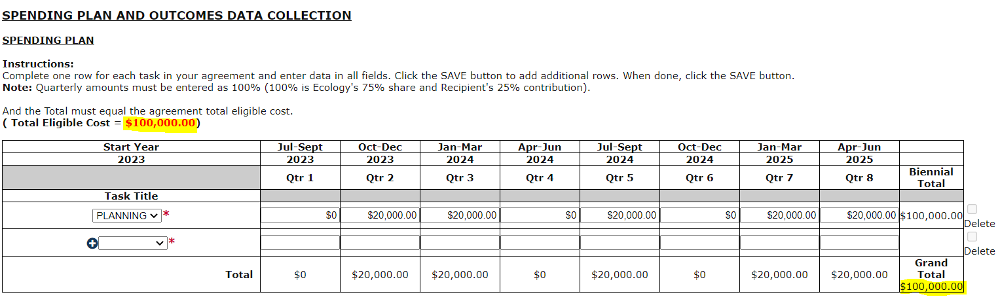 SPENDING PLAN AND OUTCOMES DATA COLLECTION
SPENDING PLAN
Instructions:
Complete one row for each task in your agreement and enter data in all fields. Click the SAVE button to add additional rows. When done, click the SAVE button.
Note: Quarterly amounts must be entered as 100% (100% is Ecology's 75% share and Recipient's 25% contribution).
And the Total must equal the agreement total eligible cost.
( Total Eligible Cost = $100,000.00)
Start Year Jul-Sept Oct-Dec Jan-Mar Apr-Jun Jul-Sept Oct-Dec Jan-Mar Apr-Jun
2023 2023 2023 2024 2024 2024 2024 2025 2025
Qtr 1 Qtr 2 Qtr 3 Qtr 4 Qtr 5 Qtr 6 Qtr 7 Qtr 8 Biennial
Total
Task Title
PLANNING * $0 $20,000.00 $20,000.00 $0 $20,000.00 $0 $20,000.00 $20,000.00 $100,000.00
Delete
*
Delete
Total $0 $20,000.00 $20,000.00 $0 $20,000.00 $0 $20,000.00 $20,000.00 Grand
Total
$100,000.00